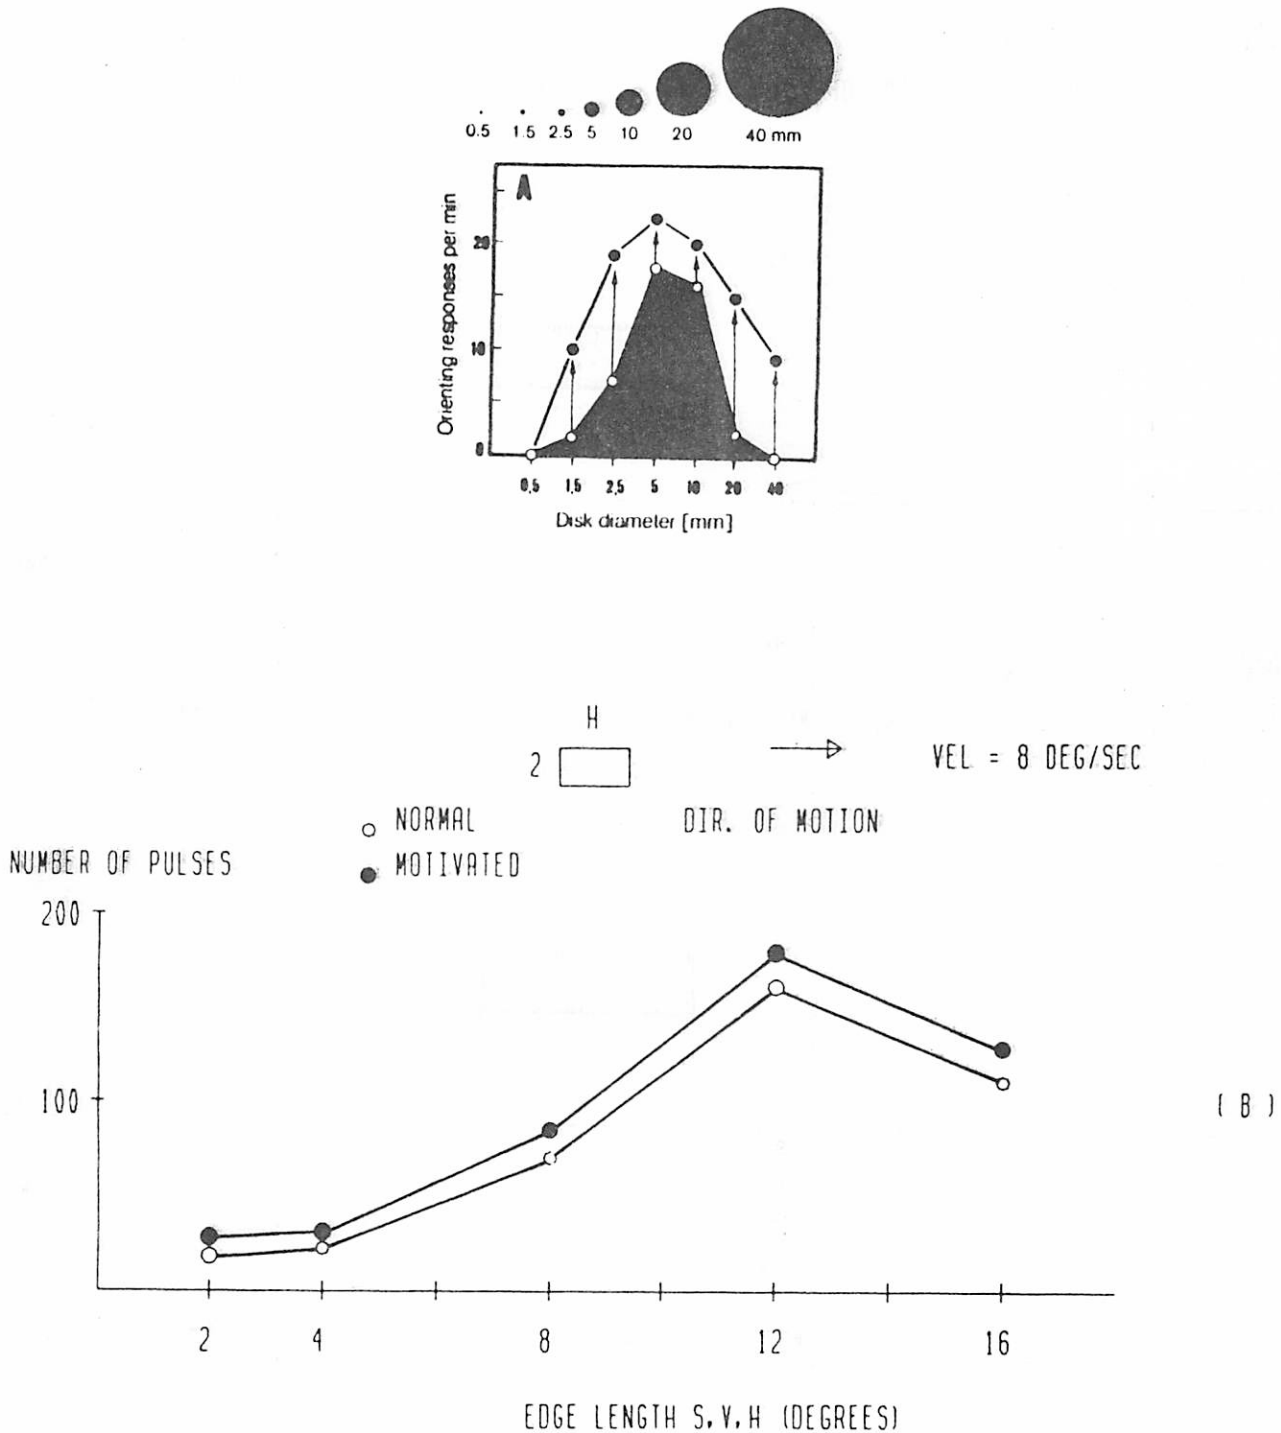 0.5 1.5 2.5 5 10 20 40 mm
A
Orienting responses per min
20
10
0
0,5 1,5 2,5 5 10 20 40
Disk diameter [mm]
H
2
VEL = 8 DEG/SEC
NORMAL
DIR. OF MOTION
NUMBER OF PULSES
MOTIVATED
200
100
( B )
2 4 8 12 16
EDGE LENGTH S,V,H (DEGREES)